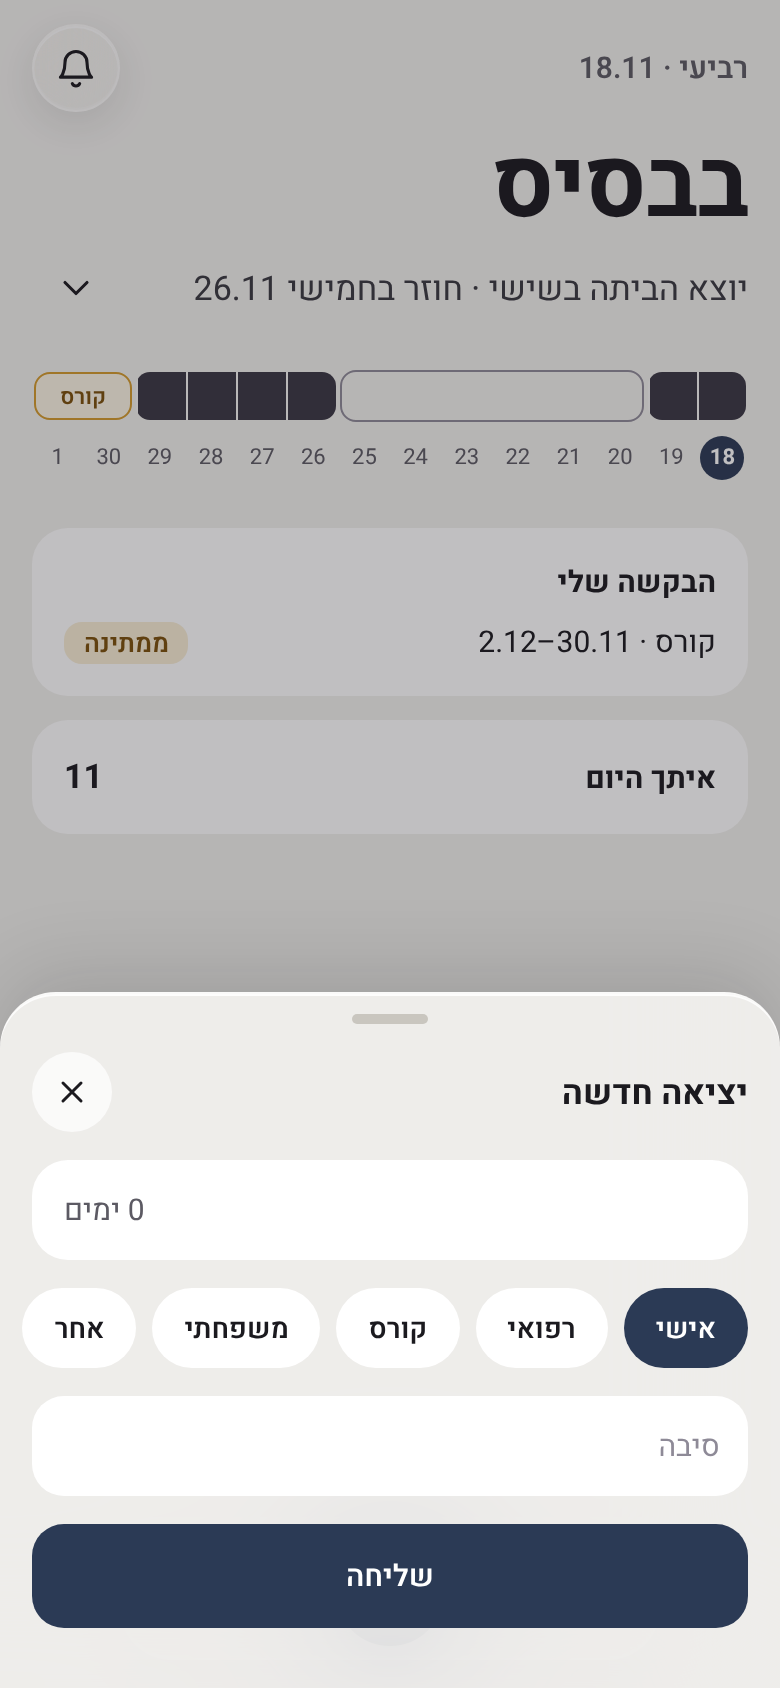 רביעי · 18.11
בבסיס
יוצא הביתה בשישי · חוזר בחמישי 26.11
קורס
18 19 20 21 22 23 24 25 26 27 28 29 30 1
הבקשה שלי
קורס · 30.11–2.12 ממתינה
איתך היום 11
יציאה חדשה
0 ימים
אישי רפואי קורס משפחתי אחר
סיבה
שליחה